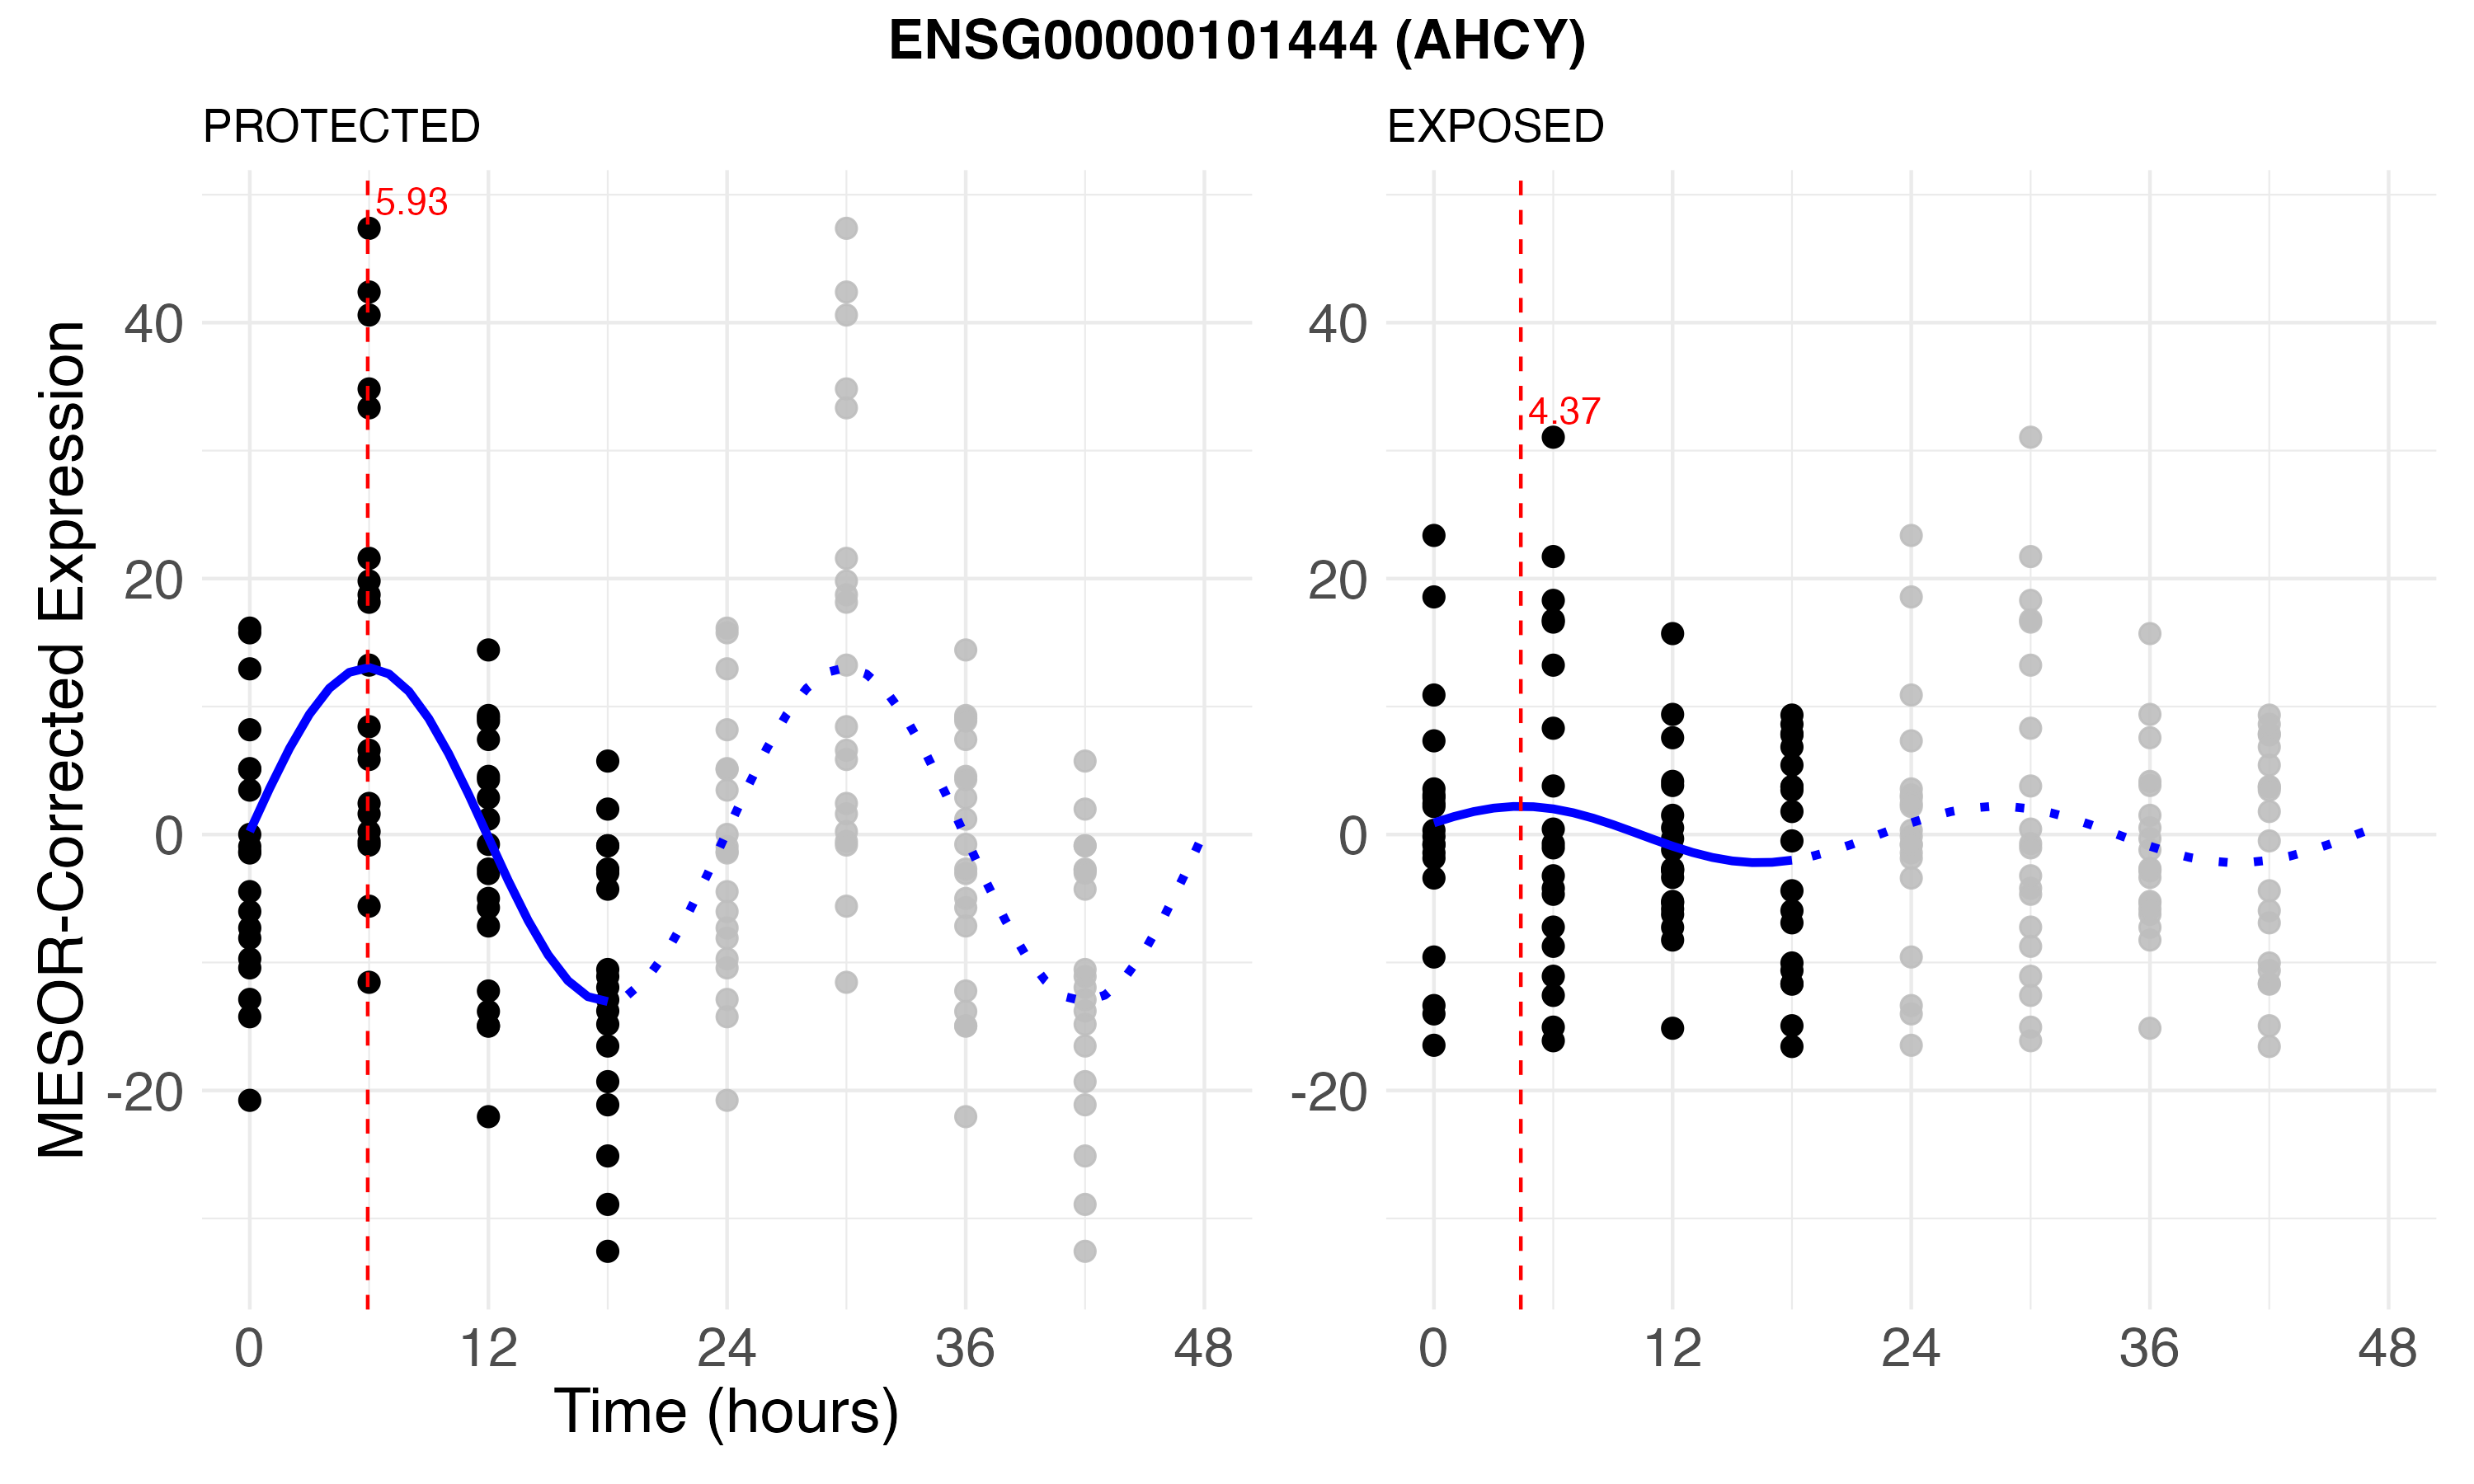 ENSG00000101444 (AHCY)
PROTECTED
EXPOSED
MESOR-Corrected Expression
5.93
40
20
0
-20
0 12 24 36 48
Time (hours)
4.37
40
20
0
-20
0 12 24 36 48